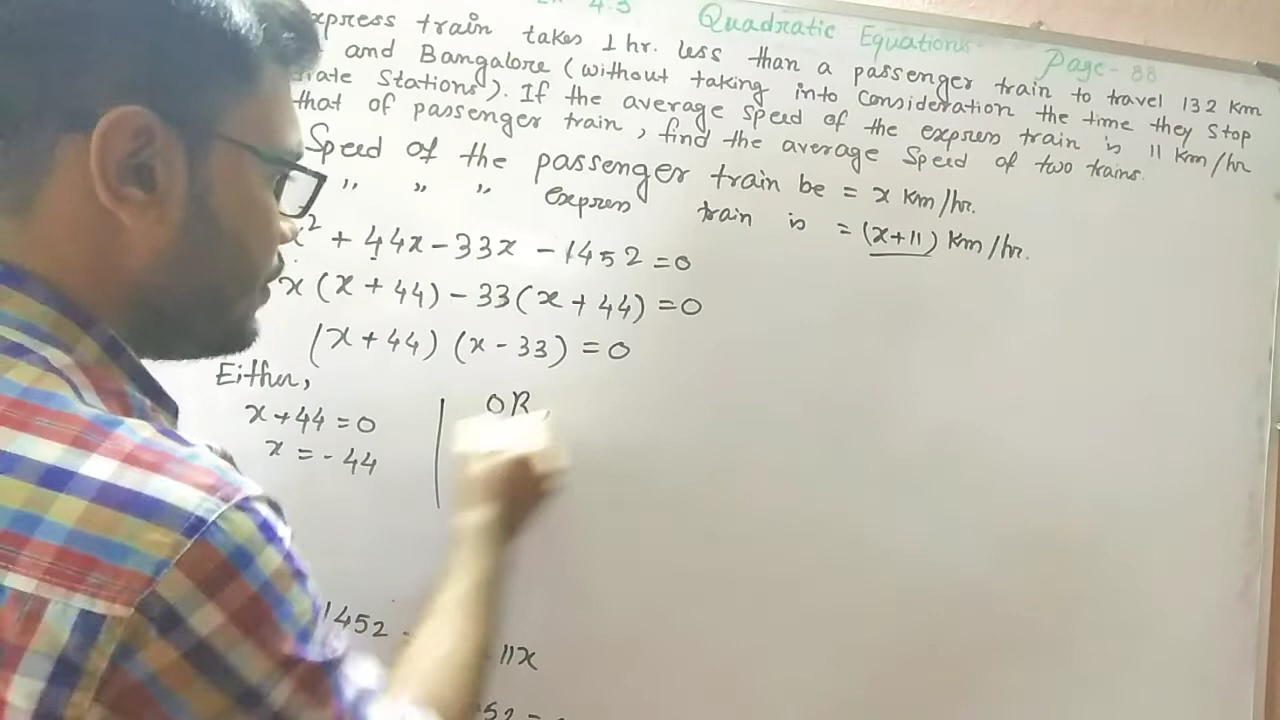 4.3 Quadratic Equations Page-88
xpress train takes 1 hr. less than a passenger train to travel 132 Km
and Bangalore (without taking into consideration the time they stop
iate Stations). If the average speed of the express train is 11 Km/hr
that of passenger train, find the average Speed of two trains.
Speed of the passenger train be = x Km/hr.
" " " express train is = (x+11) Km/hr.
x² + 44x - 33x - 1452 = 0
x (x + 44) - 33 (x + 44) = 0
(x + 44) (x - 33) = 0
Either,
x + 44 = 0
OR,
x = - 44
1452 -
11x
52 =